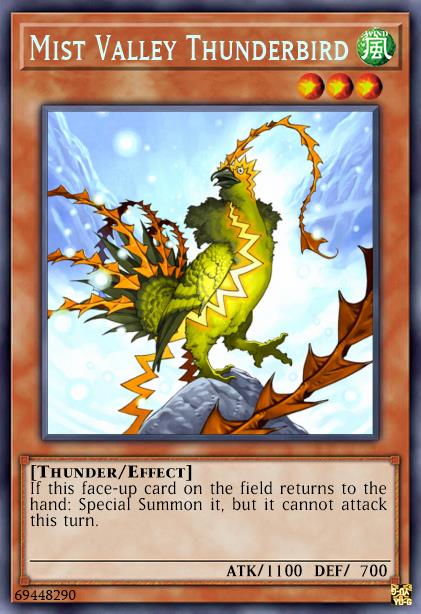 MIST VALLEY THUNDERBIRD
WIND
風
[THUNDER/EFFECT]
If this face-up card on the field returns to the
hand: Special Summon it, but it cannot attack
this turn.
ATK/1100 DEF/ 700
69448290